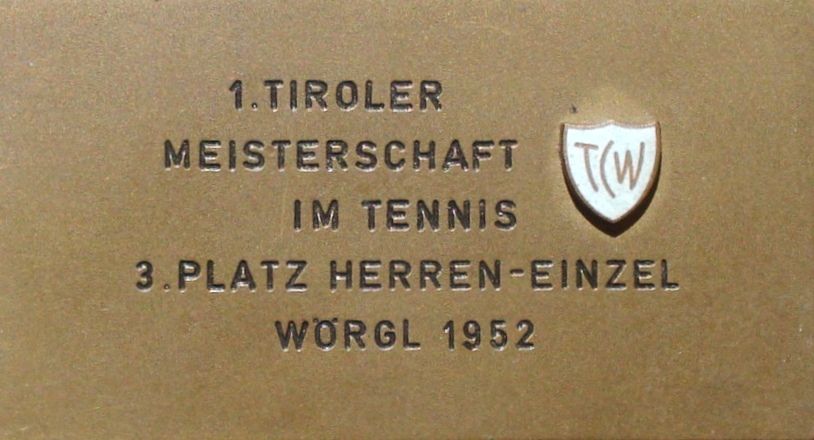 1.TIROLER
MEISTERSCHAFT
IM TENNIS
3.PLATZ HERREN-EINZEL
WÖRGL 1952
TCW